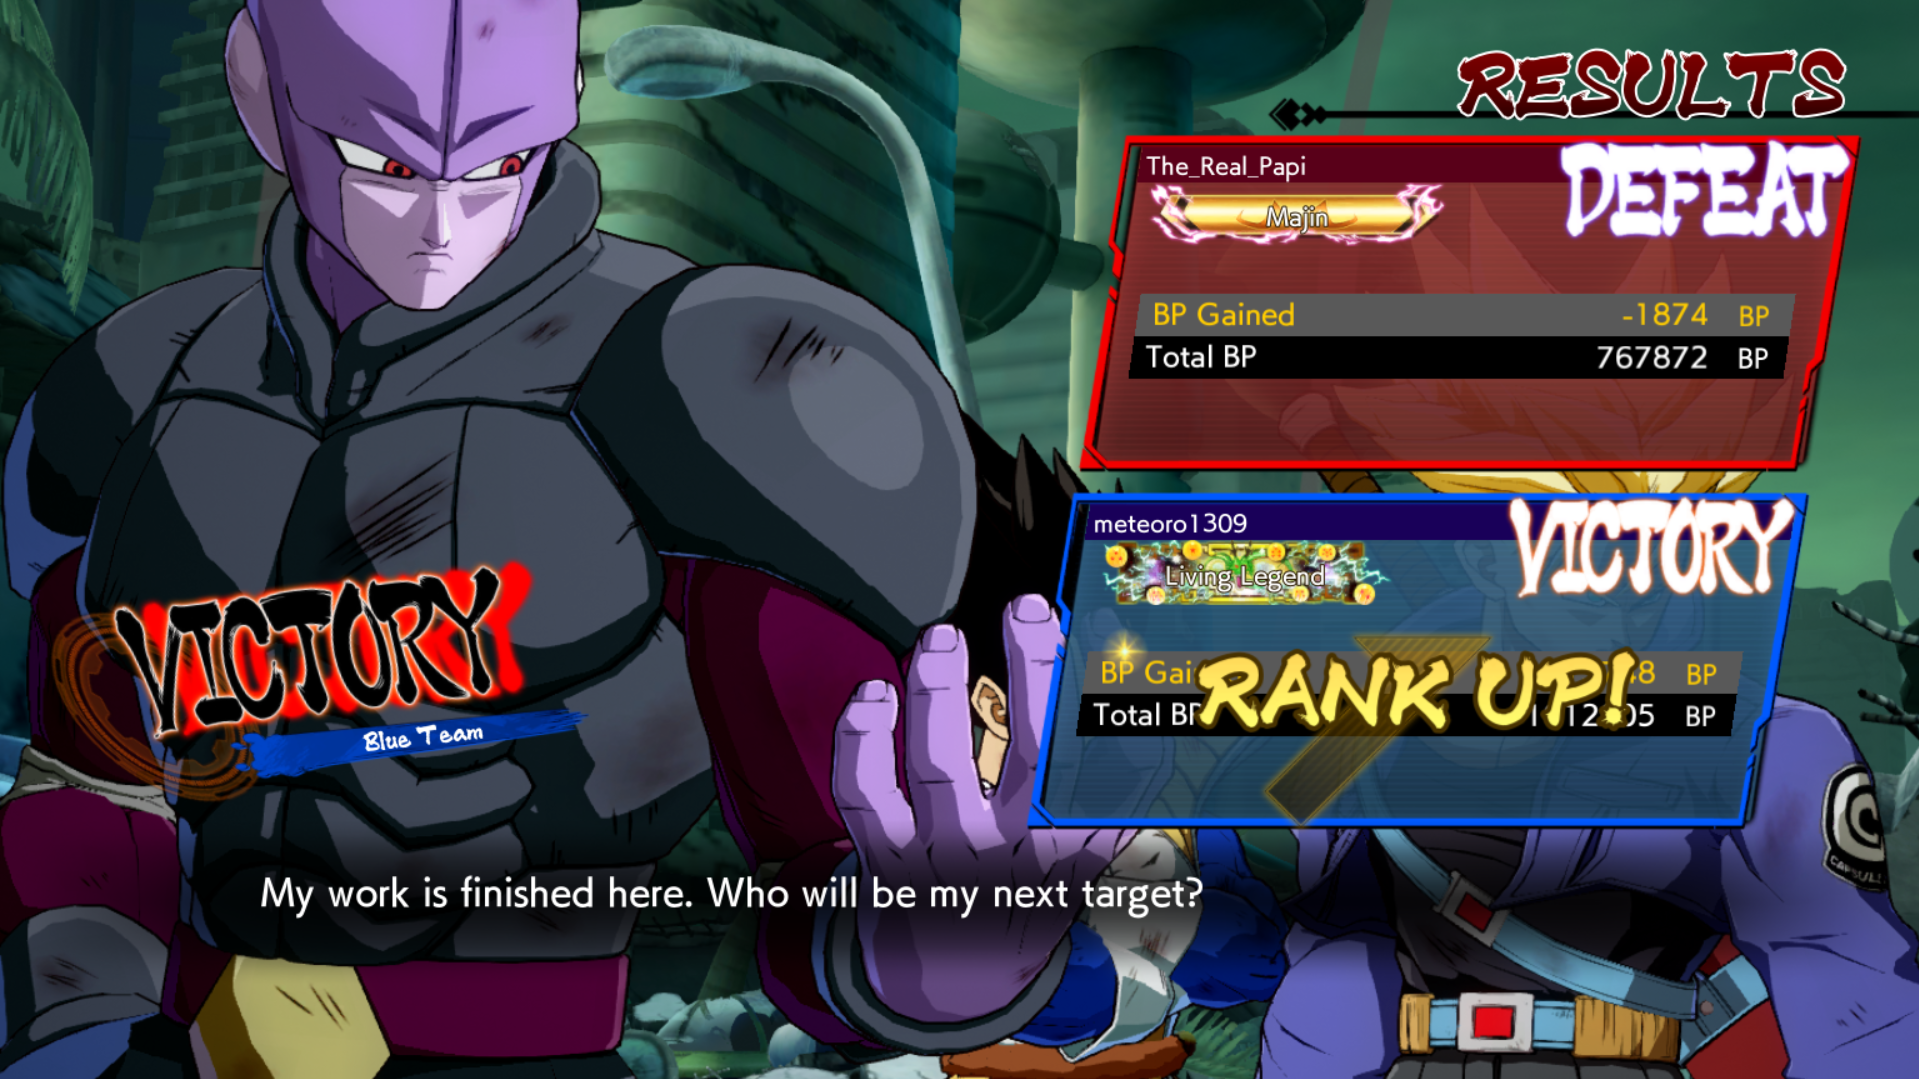 RESULTS
The_Real_Papi
DEFEAT
Majin
BP Gained -1874 BP
Total BP 767872 BP
meteoro1309
VICTORY
Living Legend
BP BP
RANK UP!
Total BP
VICTORY
Blue Team
My work is finished here. Who will be my next target?